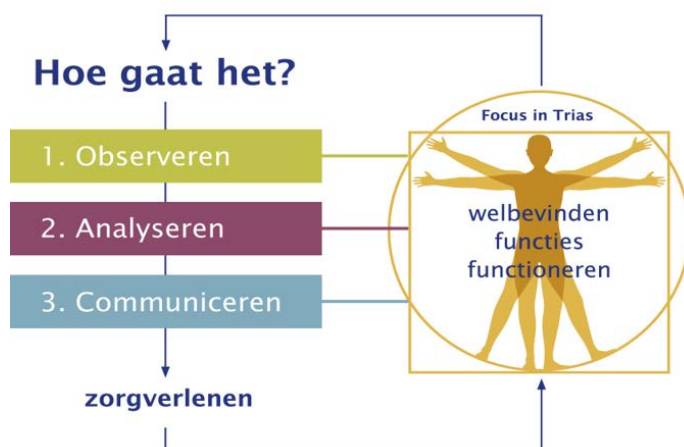 Hoe gaat het?
Focus in Trias
1. Observeren
2. Analyseren
welbevinden
functies
functioneren
3. Communiceren
zorgverlenen